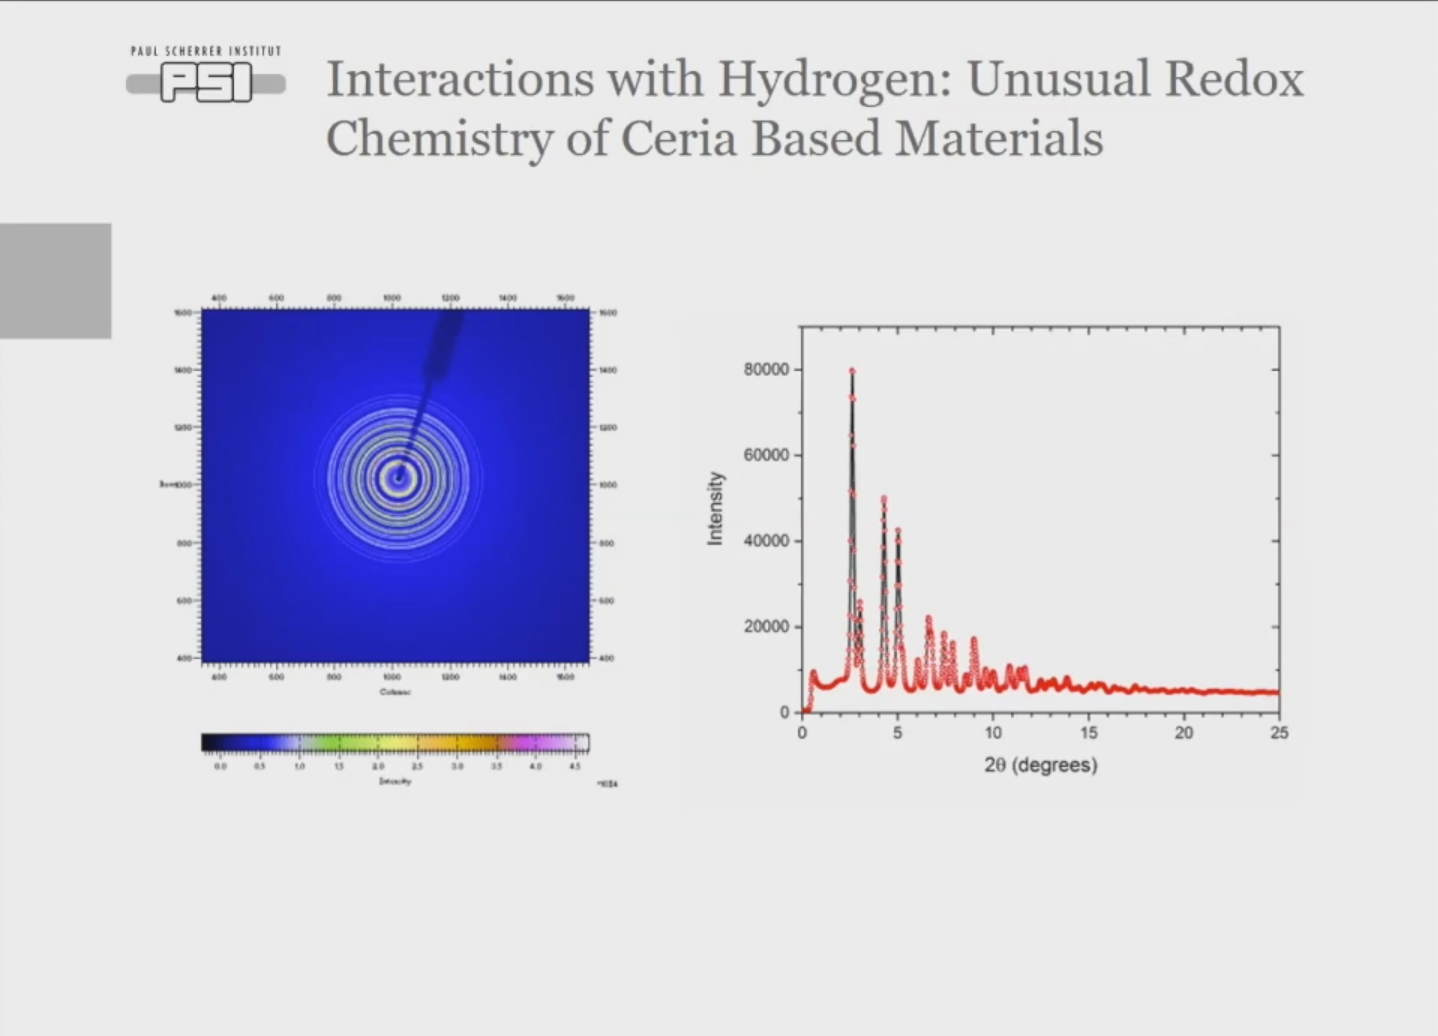 PAUL SCHERRER INSTITUT
PSI
Interactions with Hydrogen: Unusual Redox
Chemistry of Ceria Based Materials
400 600 800 1000 1200 1400 1600
1600 1600
1400 1400
1200 1200
1000 1000
800 800
600 600
400 400
400 600 800 1000 1200 1400 1600
Columns
0.0 0.5 1.0 1.5 2.0 2.5 3.0 3.5 4.0 4.5
Intensity
80000
60000
40000
20000
0
Intensity
0 5 10 15 20 25
2θ (degrees)